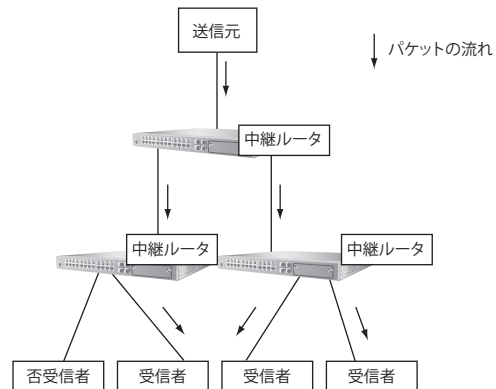 送信元
パケットの流れ
中継ルータ
中継ルータ
中継ルータ
否受信者
受信者
受信者
受信者